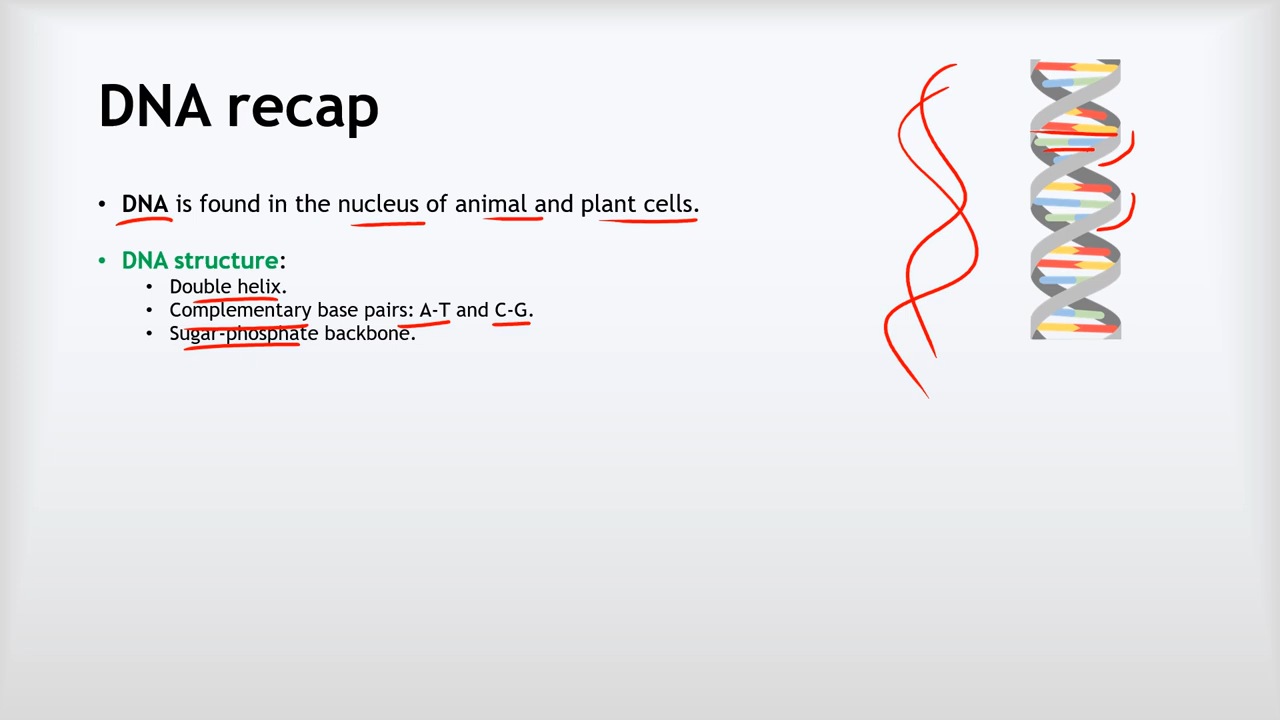 DNA recap
• DNA is found in the nucleus of animal and plant cells.
• DNA structure:
• Double helix.
• Complementary base pairs: A-T and C-G.
• Sugar-phosphate backbone.